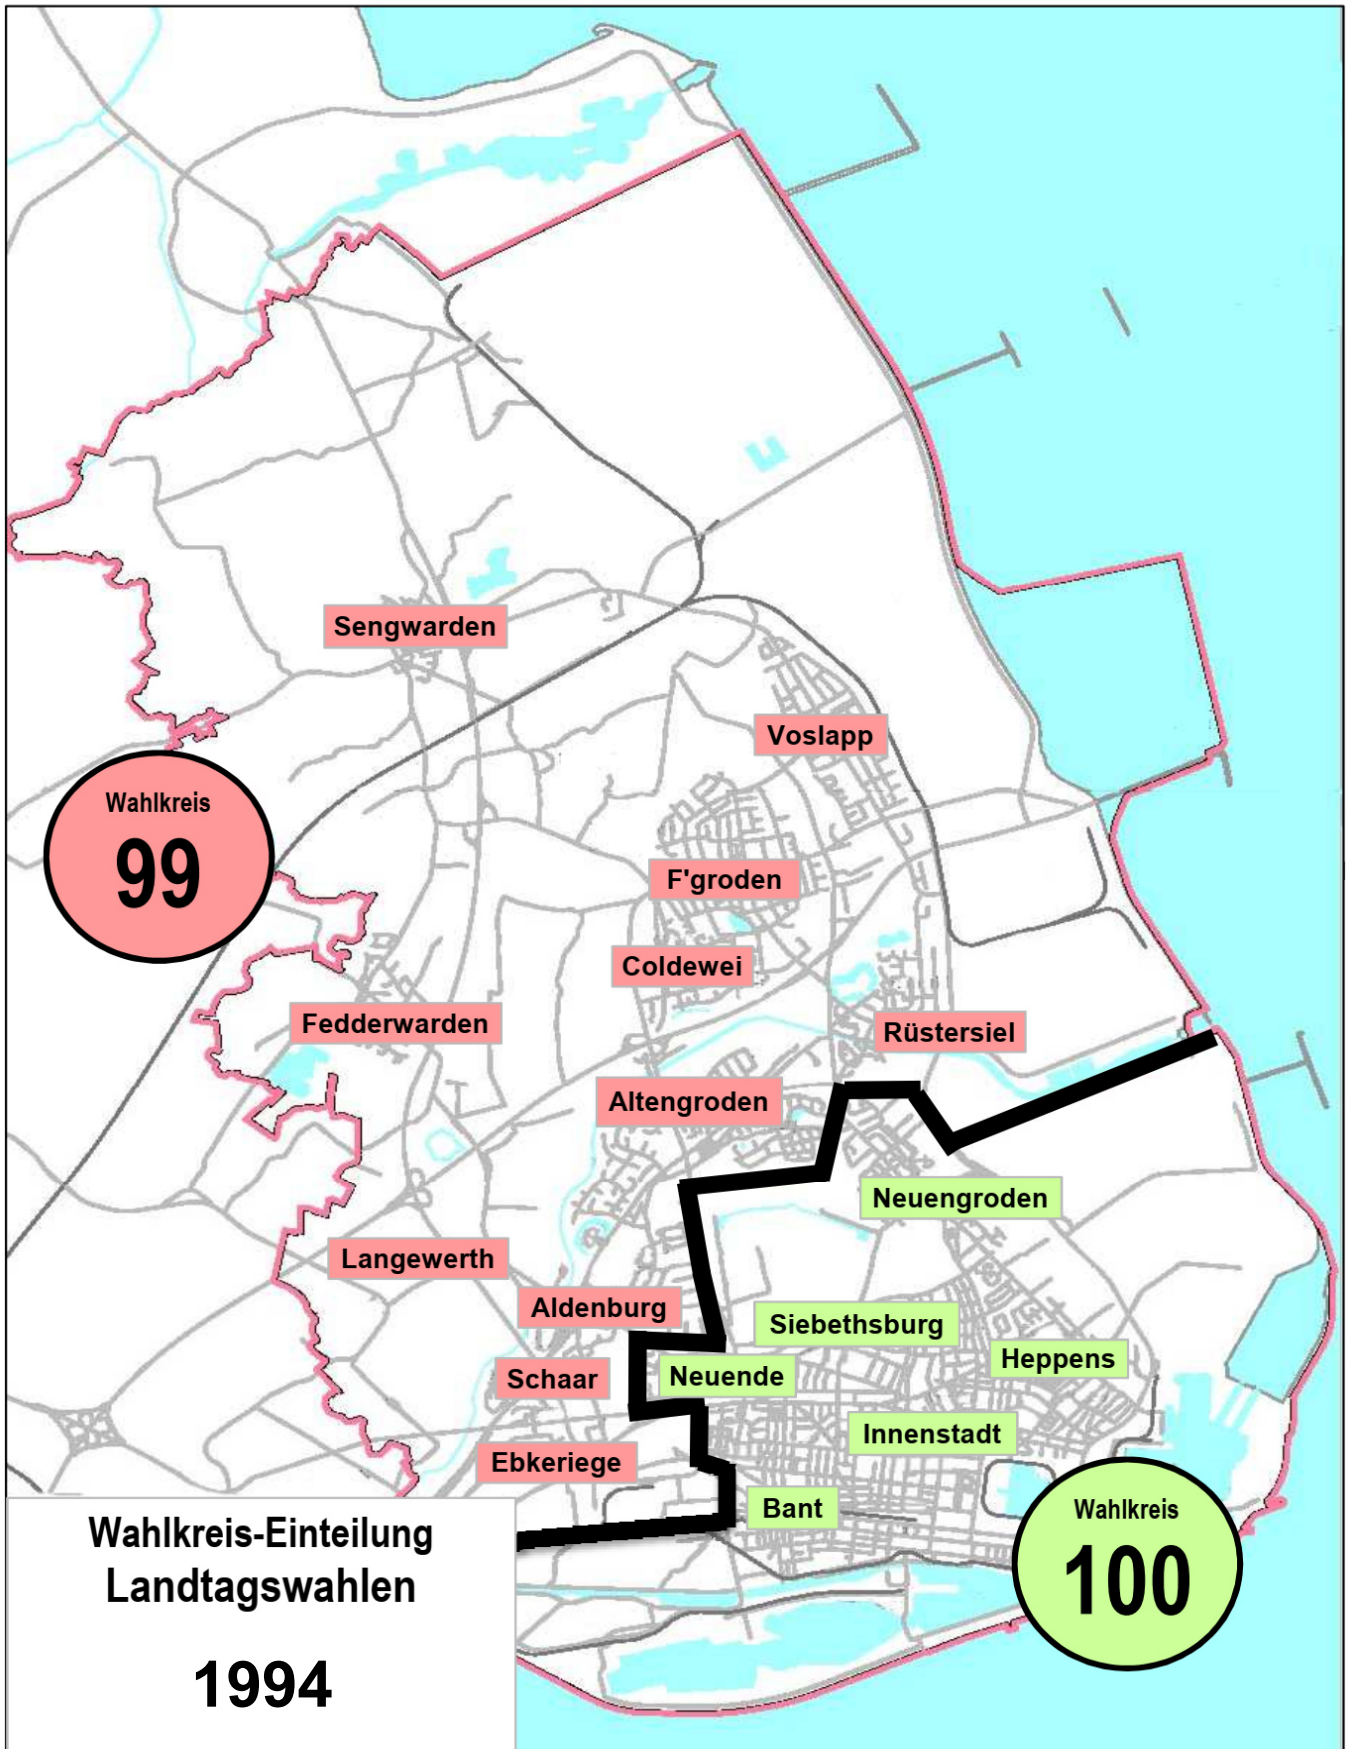 Sengwarden
Voslapp
Wahlkreis
99
F'groden
Coldewei
Fedderwarden
Rüstersiel
Altengroden
Neuengroden
Langewerth
Aldenburg
Siebethsburg
Heppens
Neuende
Schaar
Innenstadt
Ebkeriege
Bant
Wahlkreis
100
Wahlkreis-Einteilung
Landtagswahlen
1994